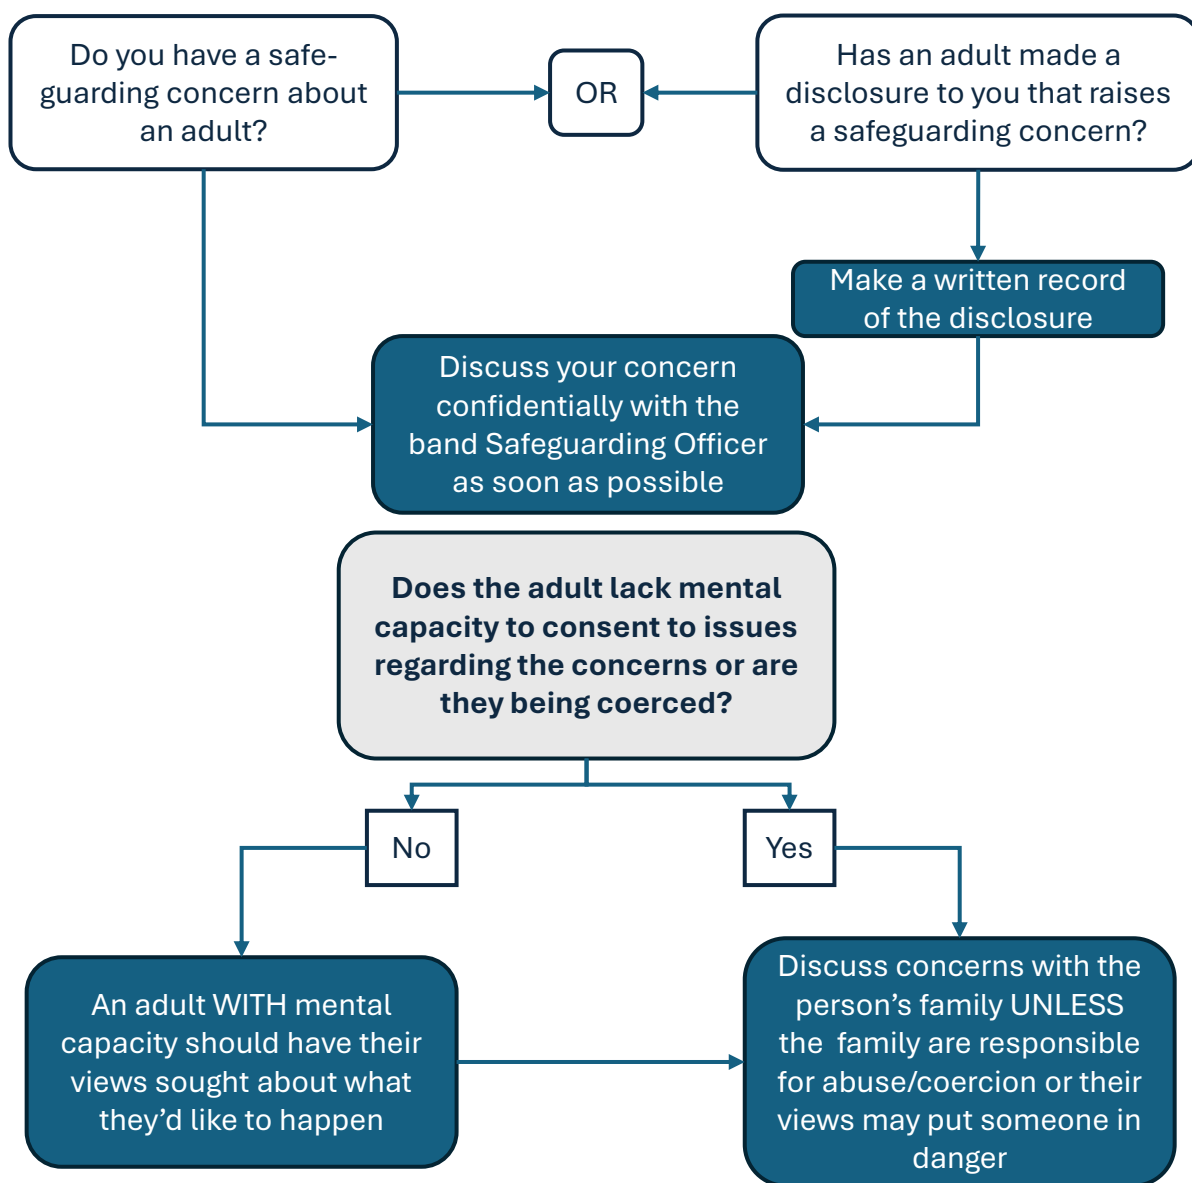 Do you have a safe-
guarding concern about
an adult?
OR
Has an adult made a
disclosure to you that raises
a safeguarding concern?
Make a written record
of the disclosure
Discuss your concern
confidentially with the
band Safeguarding Officer
as soon as possible
Does the adult lack mental
capacity to consent to issues
regarding the concerns or are
they being coerced?
No
Yes
An adult WITH mental
capacity should have their
views sought about what
they’d like to happen
Discuss concerns with the
person’s family UNLESS
the family are responsible
for abuse/coercion or their
views may put someone in
danger